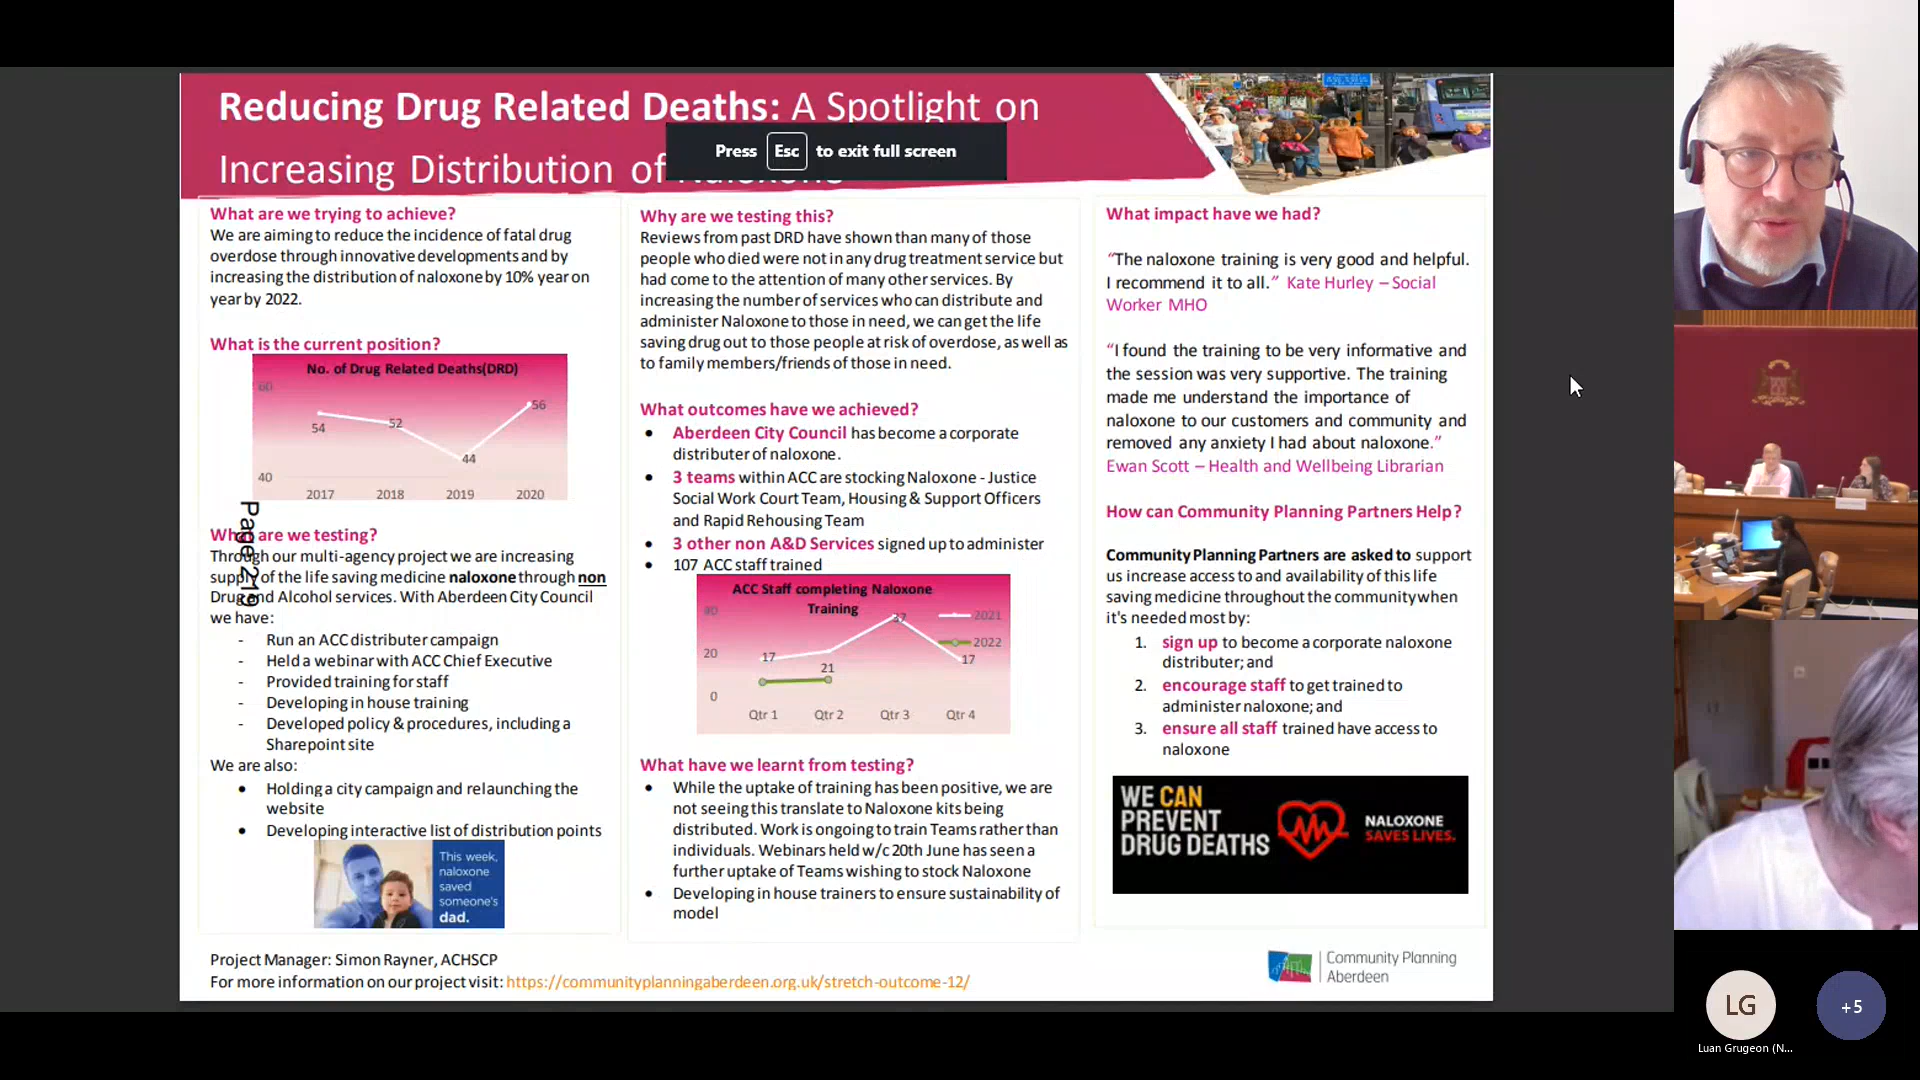 Reducing Drug Related Deaths: A Spotlight on
Increasing Distribution of Naloxone
Press Esc to exit full screen
What are we trying to achieve?
We are aiming to reduce the incidence of fatal drug
overdose through innovative developments and by
increasing the distribution of naloxone by 10% year on
year by 2022.
What is the current position?
No. of Drug Related Deaths(DRD)
60
54
52
44
56
40
2017 2018 2019 2020
Page 219
What are we testing?
Through our multi-agency project we are increasing
supply of the life saving medicine naloxone through non
Drug and Alcohol services. With Aberdeen City Council
we have:
- Run an ACC distributer campaign
- Held a webinar with ACC Chief Executive
- Provided training for staff
- Developing in house training
- Developed policy & procedures, including a
Sharepoint site
We are also:
• Holding a city campaign and relaunching the
website
• Developing interactive list of distribution points
This week,
naloxone
saved
someone's
dad.
Why are we testing this?
Reviews from past DRD have shown than many of those
people who died were not in any drug treatment service but
had come to the attention of many other services. By
increasing the number of services who can distribute and
administer Naloxone to those in need, we can get the life
saving drug out to those people at risk of overdose, as well as
to family members/friends of those in need.
What outcomes have we achieved?
• Aberdeen City Council has become a corporate
distributer of naloxone.
• 3 teams within ACC are stocking Naloxone - Justice
Social Work Court Team, Housing & Support Officers
and Rapid Rehousing Team
• 3 other non A&D Services signed up to administer
• 107 ACC staff trained
ACC Staff completing Naloxone
Training
40
37
2021
2022
20
17
21
17
0
Qtr 1 Qtr 2 Qtr 3 Qtr 4
What have we learnt from testing?
• While the uptake of training has been positive, we are
not seeing this translate to Naloxone kits being
distributed. Work is ongoing to train Teams rather than
individuals. Webinars held w/c 20th June has seen a
further uptake of Teams wishing to stock Naloxone
• Developing in house trainers to ensure sustainability of
model
What impact have we had?
"The naloxone training is very good and helpful.
I recommend it to all." Kate Hurley – Social
Worker MHO
"I found the training to be very informative and
the session was very supportive. The training
made me understand the importance of
naloxone to our customers and community and
removed any anxiety I had about naloxone."
Ewan Scott – Health and Wellbeing Librarian
How can Community Planning Partners Help?
Community Planning Partners are asked to support
us increase access to and availability of this life
saving medicine throughout the community when
it's needed most by:
1. sign up to become a corporate naloxone
distributer; and
2. encourage staff to get trained to
administer naloxone; and
3. ensure all staff trained have access to
naloxone
WE CAN
PREVENT
DRUG DEATHS
NALOXONE
SAVES LIVES.
Project Manager: Simon Rayner, ACHSCP
For more information on our project visit: https://communityplanningaberdeen.org.uk/stretch-outcome-12/
Community Planning
Aberdeen
LG
+5
Luan Grugeon (N...